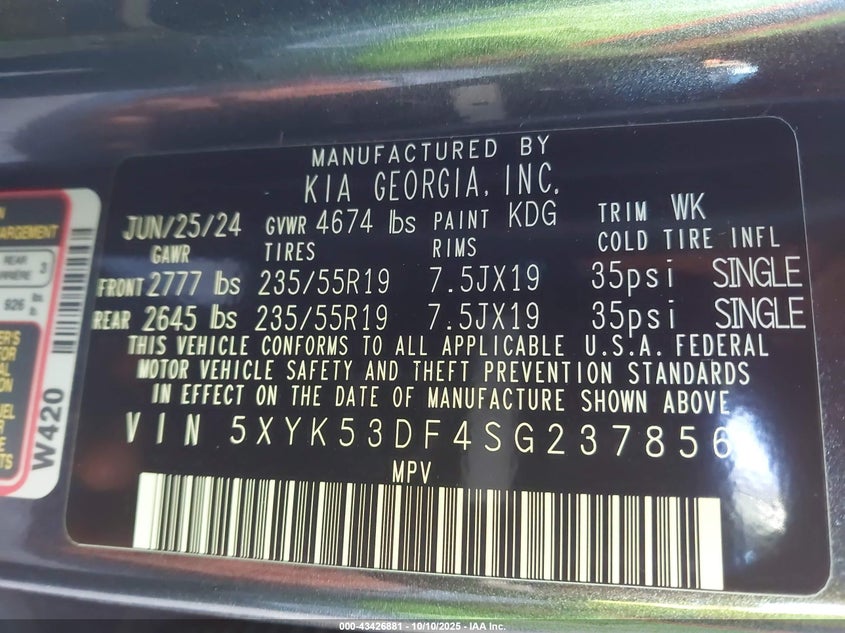 MANUFACTURED BY
KIA GEORGIA, INC.
JUN/25/24 GVWR 4674 lbs PAINT KDG TRIM WK
GAWR TIRES RIMS COLD TIRE INFL
FRONT 2777 lbs 235/55R19 7.5JX19 35psi SINGLE
REAR 2645 lbs 235/55R19 7.5JX19 35psi SINGLE
THIS VEHICLE CONFORMS TO ALL APPLICABLE U.S.A. FEDERAL
MOTOR VEHICLE SAFETY AND THEFT PREVENTION STANDARDS
IN EFFECT ON THE DATE OF MANUFACTURE SHOWN ABOVE
VIN 5XYK53DF4SG237856
MPV
REAR 3
926
W420
000-43426881 - 10/10/2025 - IAA Inc.